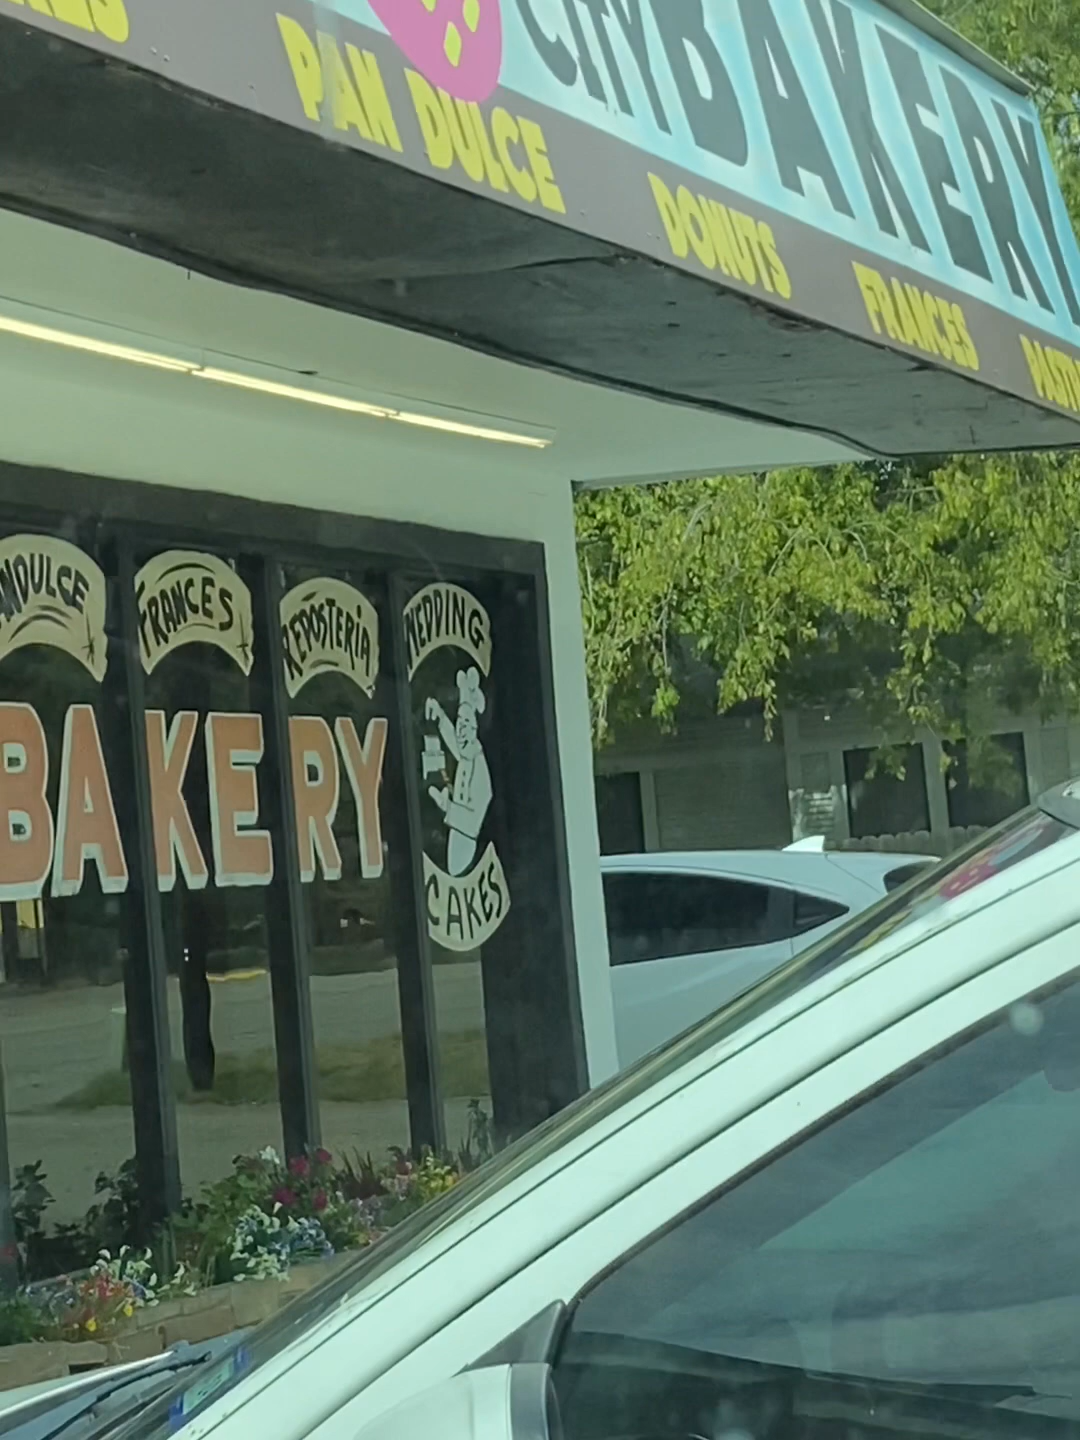 CITY BAKERY
PAN DULCE DONUTS FRANCES
FRANCES REPOSTERIA WEDDING
BAKERY
CAKES